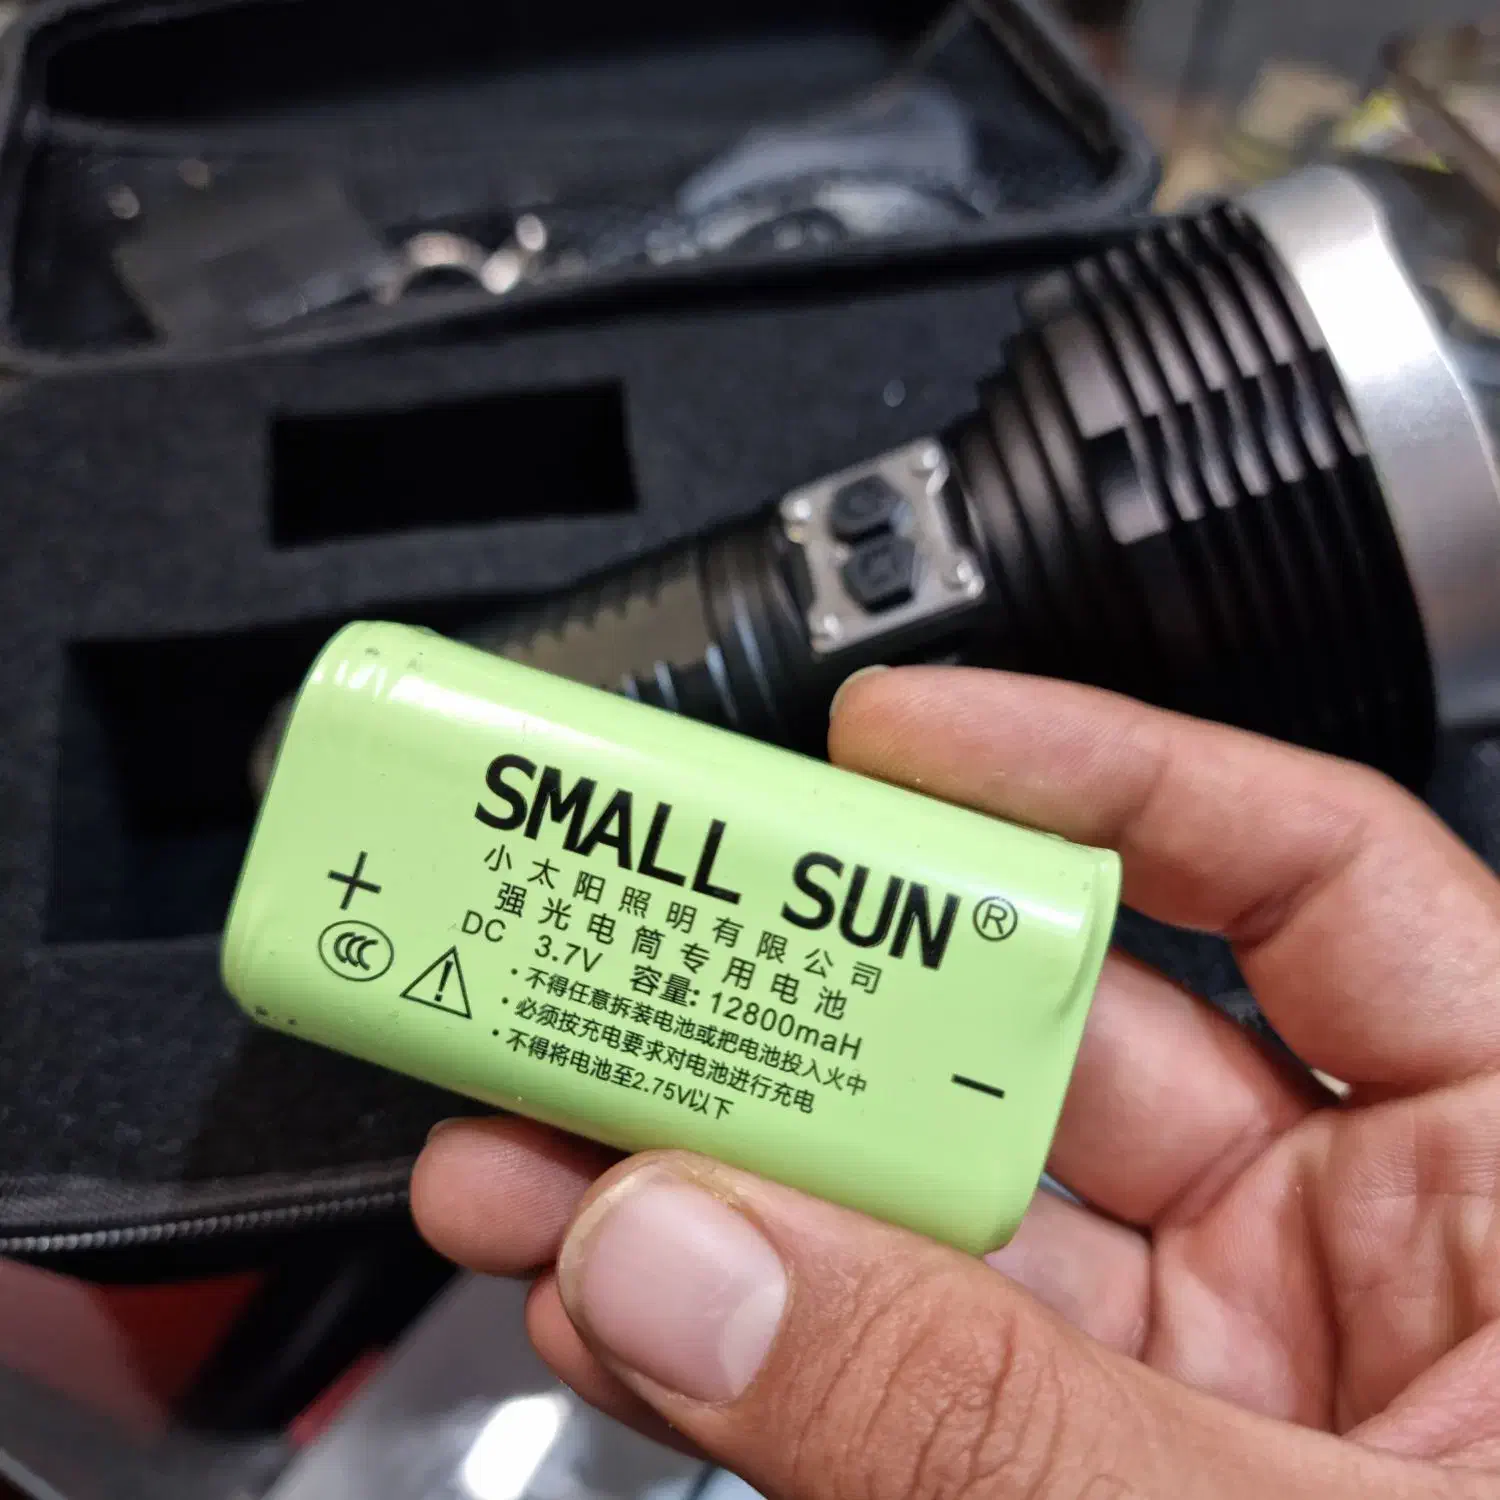 SMALL SUN®
小太阳照明有限公司
强光电筒专用电池
DC 3.7V 容量: 12800maH
· 不得任意拆装电池或把电池投入火中
· 必须按充电要求对电池进行充电
· 不得将电池至2.75V以下
+
CCC
!
−